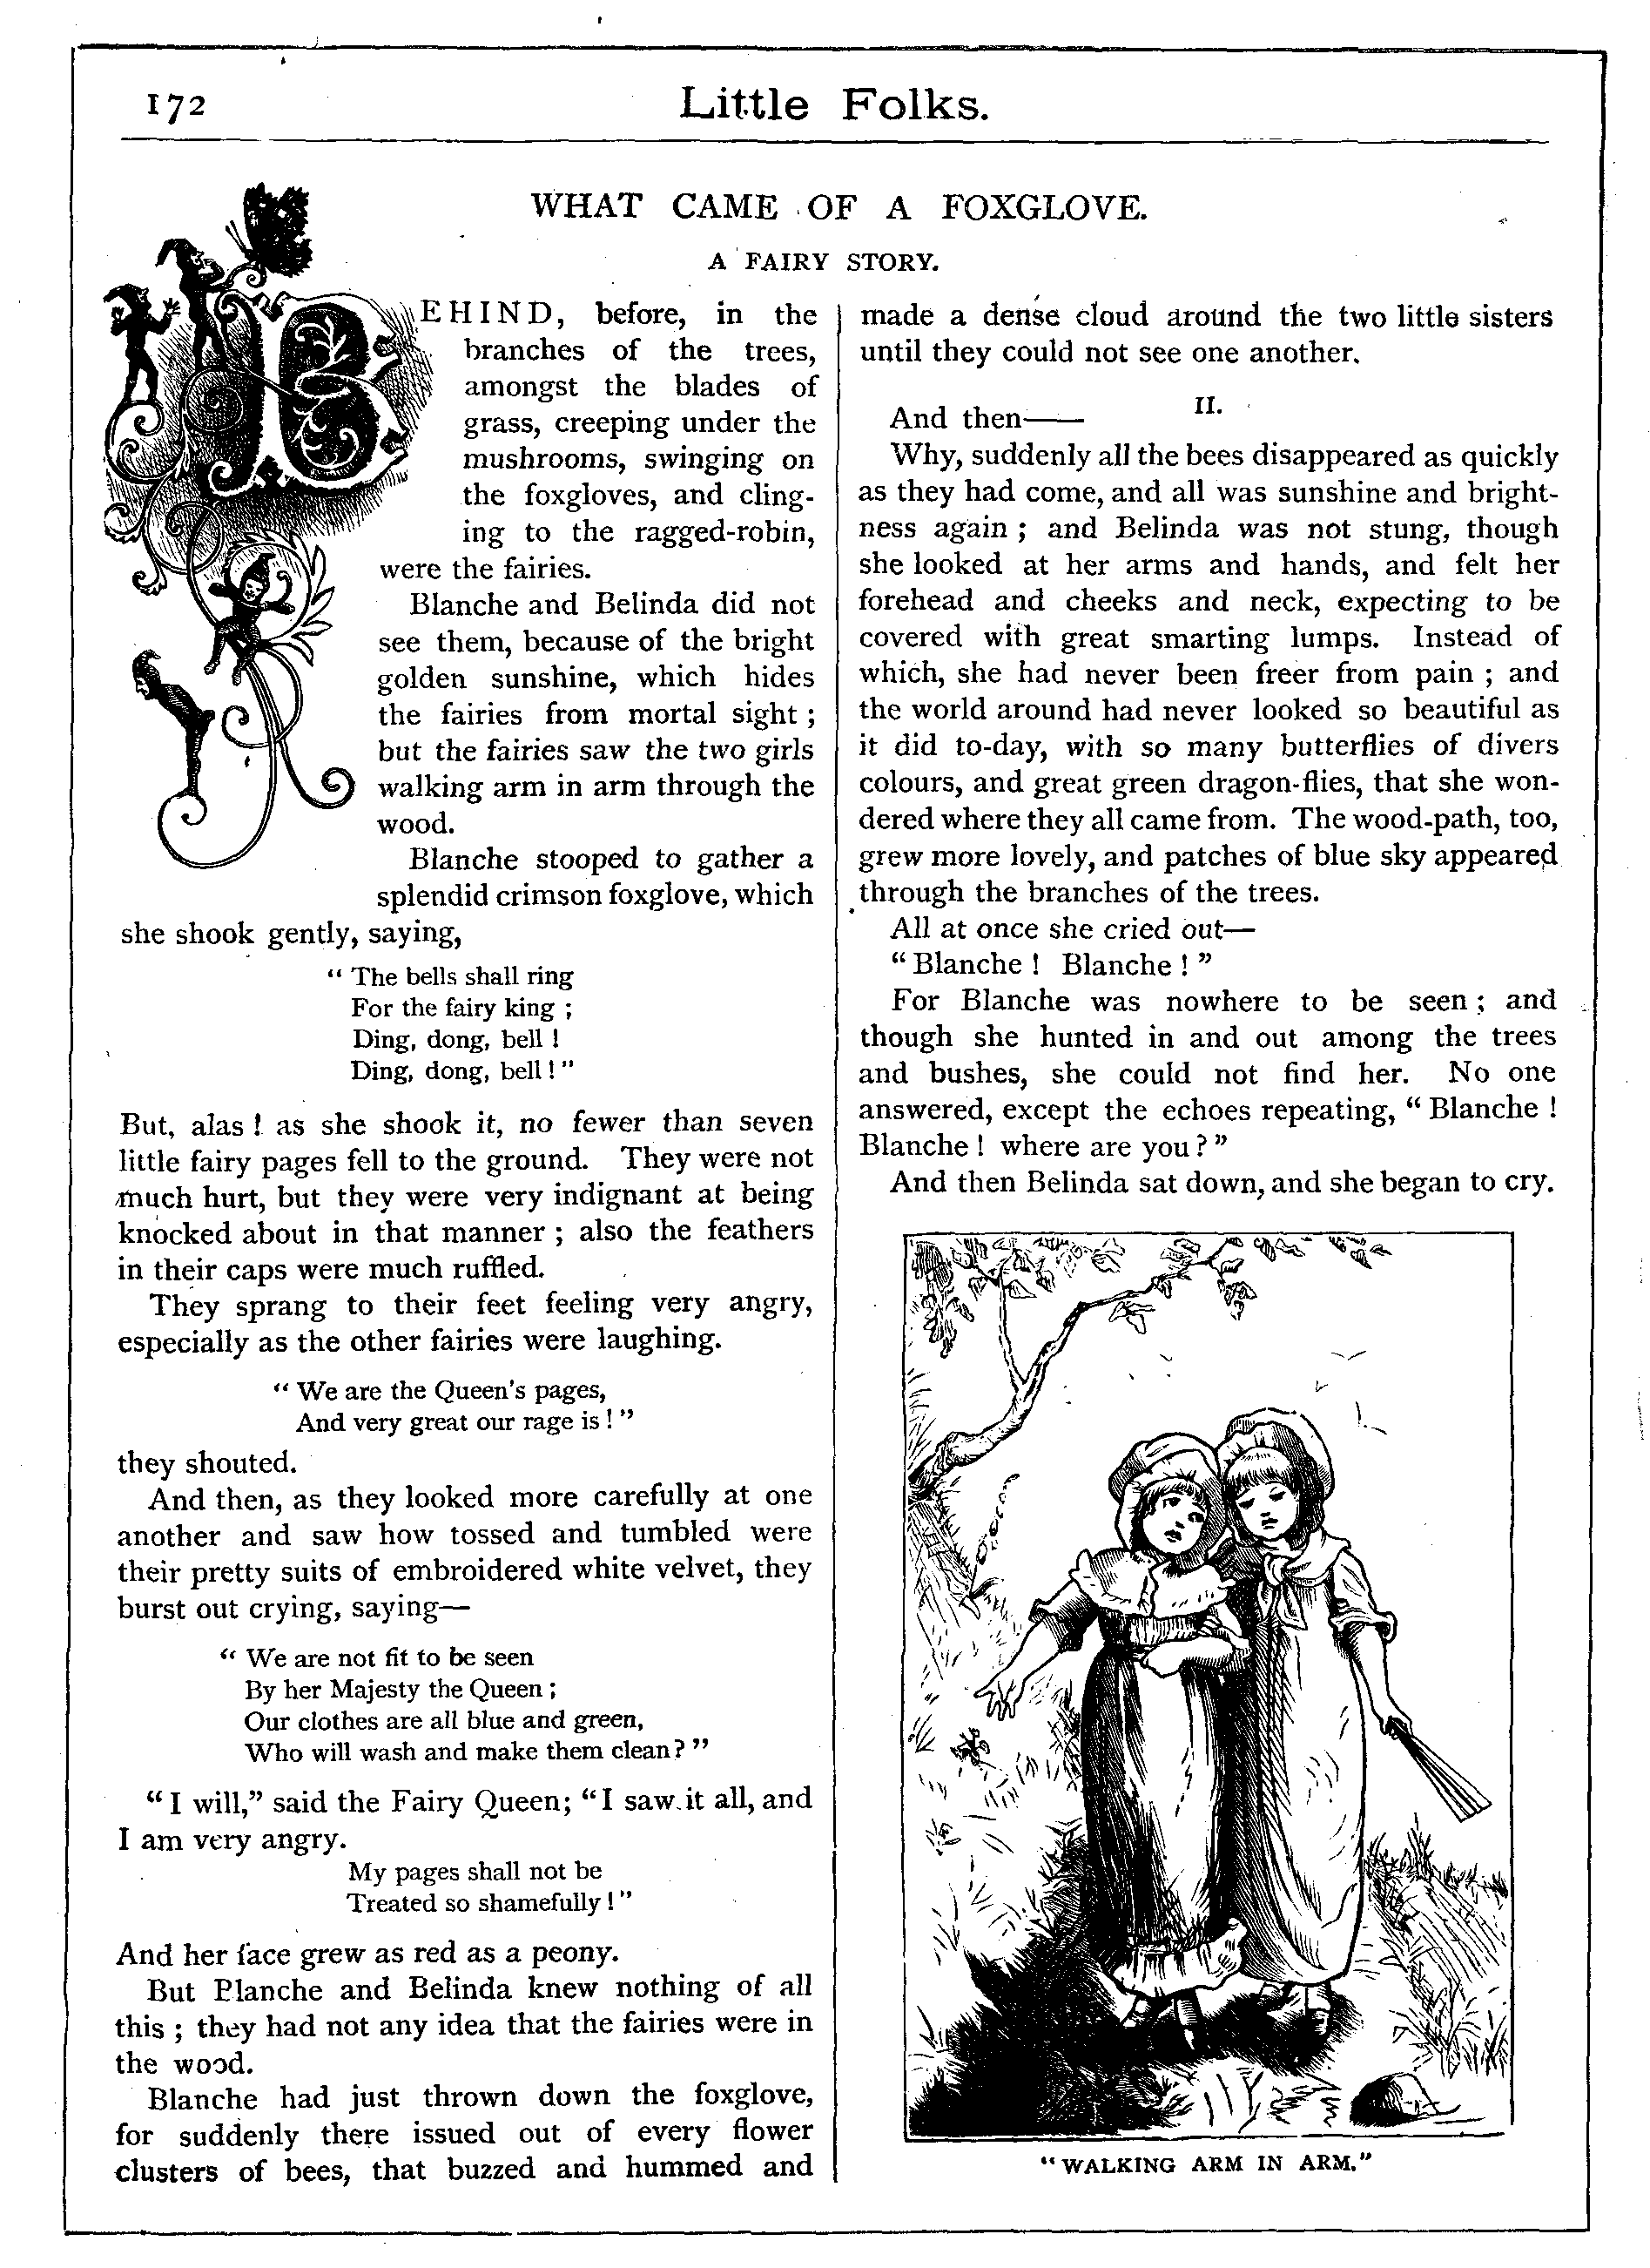 172
Little Folks.
WHAT CAME OF A FOXGLOVE.
A FAIRY STORY.
BEHIND, before, in the
branches of the trees,
amongst the blades of
grass, creeping under the
mushrooms, swinging on
the foxgloves, and cling-
ing to the ragged-robin,
were the fairies.
Blanche and Belinda did not
see them, because of the bright
golden sunshine, which hides
the fairies from mortal sight ;
but the fairies saw the two girls
walking arm in arm through the
wood.
Blanche stooped to gather a
splendid crimson foxglove, which
she shook gently, saying,
“ The bells shall ring
For the fairy king ;
Ding, dong, bell !
Ding, dong, bell ! ”
But, alas ! as she shook it, no fewer than seven
little fairy pages fell to the ground. They were not
much hurt, but they were very indignant at being
knocked about in that manner ; also the feathers
in their caps were much ruffled.
They sprang to their feet feeling very angry,
especially as the other fairies were laughing.
“ We are the Queen's pages,
And very great our rage is ! ”
they shouted.
And then, as they looked more carefully at one
another and saw how tossed and tumbled were
their pretty suits of embroidered white velvet, they
burst out crying, saying—
“ We are not fit to be seen
By her Majesty the Queen ;
Our clothes are all blue and green,
Who will wash and make them clean ? ”
“ I will,” said the Fairy Queen; “ I saw it all, and
I am very angry.
My pages shall not be
Treated so shamefully ! ”
And her face grew as red as a peony.
But Blanche and Belinda knew nothing of all
this ; they had not any idea that the fairies were in
the wood.
Blanche had just thrown down the foxglove,
for suddenly there issued out of every flower
clusters of bees, that buzzed and hummed and
made a dense cloud around the two little sisters
until they could not see one another.
II.
And then——
Why, suddenly all the bees disappeared as quickly
as they had come, and all was sunshine and bright-
ness again ; and Belinda was not stung, though
she looked at her arms and hands, and felt her
forehead and cheeks and neck, expecting to be
covered with great smarting lumps. Instead of
which, she had never been freer from pain ; and
the world around had never looked so beautiful as
it did to-day, with so many butterflies of divers
colours, and great green dragon-flies, that she won-
dered where they all came from. The wood-path, too,
grew more lovely, and patches of blue sky appeared
through the branches of the trees.
All at once she cried out—
“ Blanche ! Blanche ! ”
For Blanche was nowhere to be seen ; and
though she hunted in and out among the trees
and bushes, she could not find her. No one
answered, except the echoes repeating, “ Blanche !
Blanche ! where are you ? ”
And then Belinda sat down, and she began to cry.
“ WALKING ARM IN ARM.”